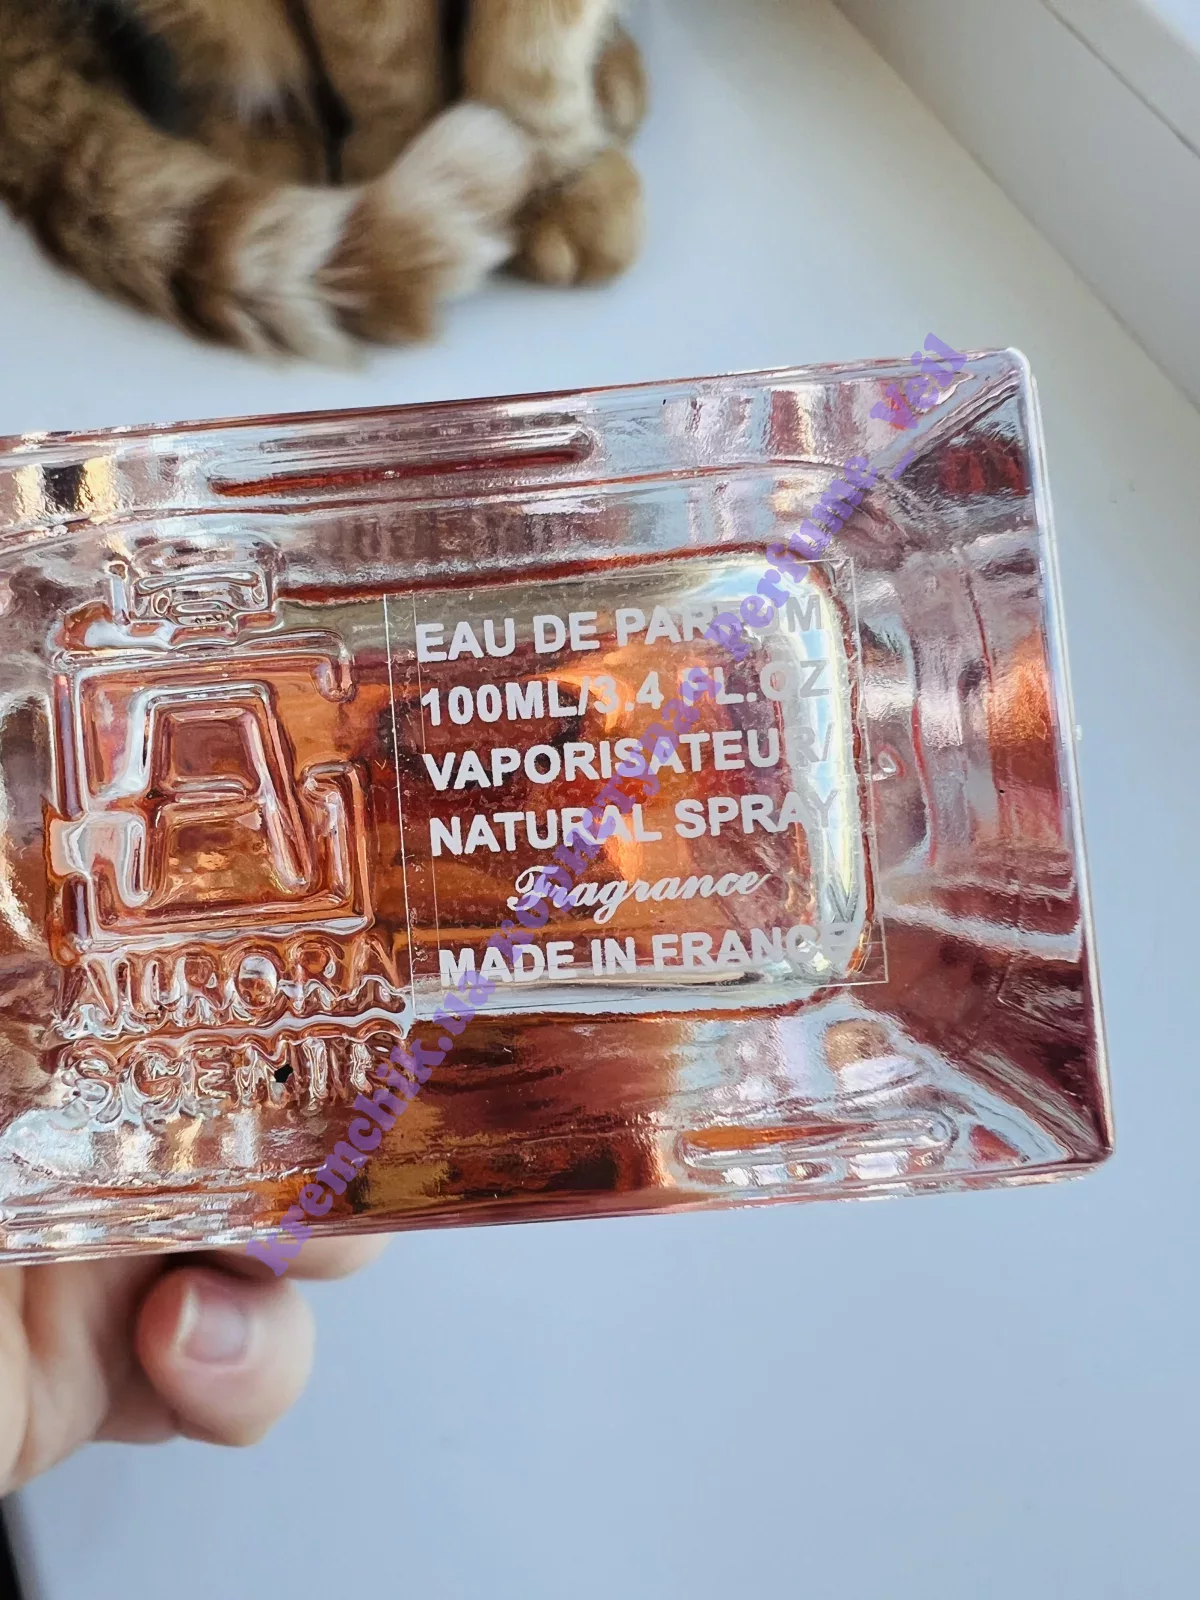 A
AURORA
SCENTS
EAU DE PARFUM
100ML/3.4 FL.OZ
VAPORISATEUR/
NATURAL SPRAY
Fragrance
MADE IN FRANCE